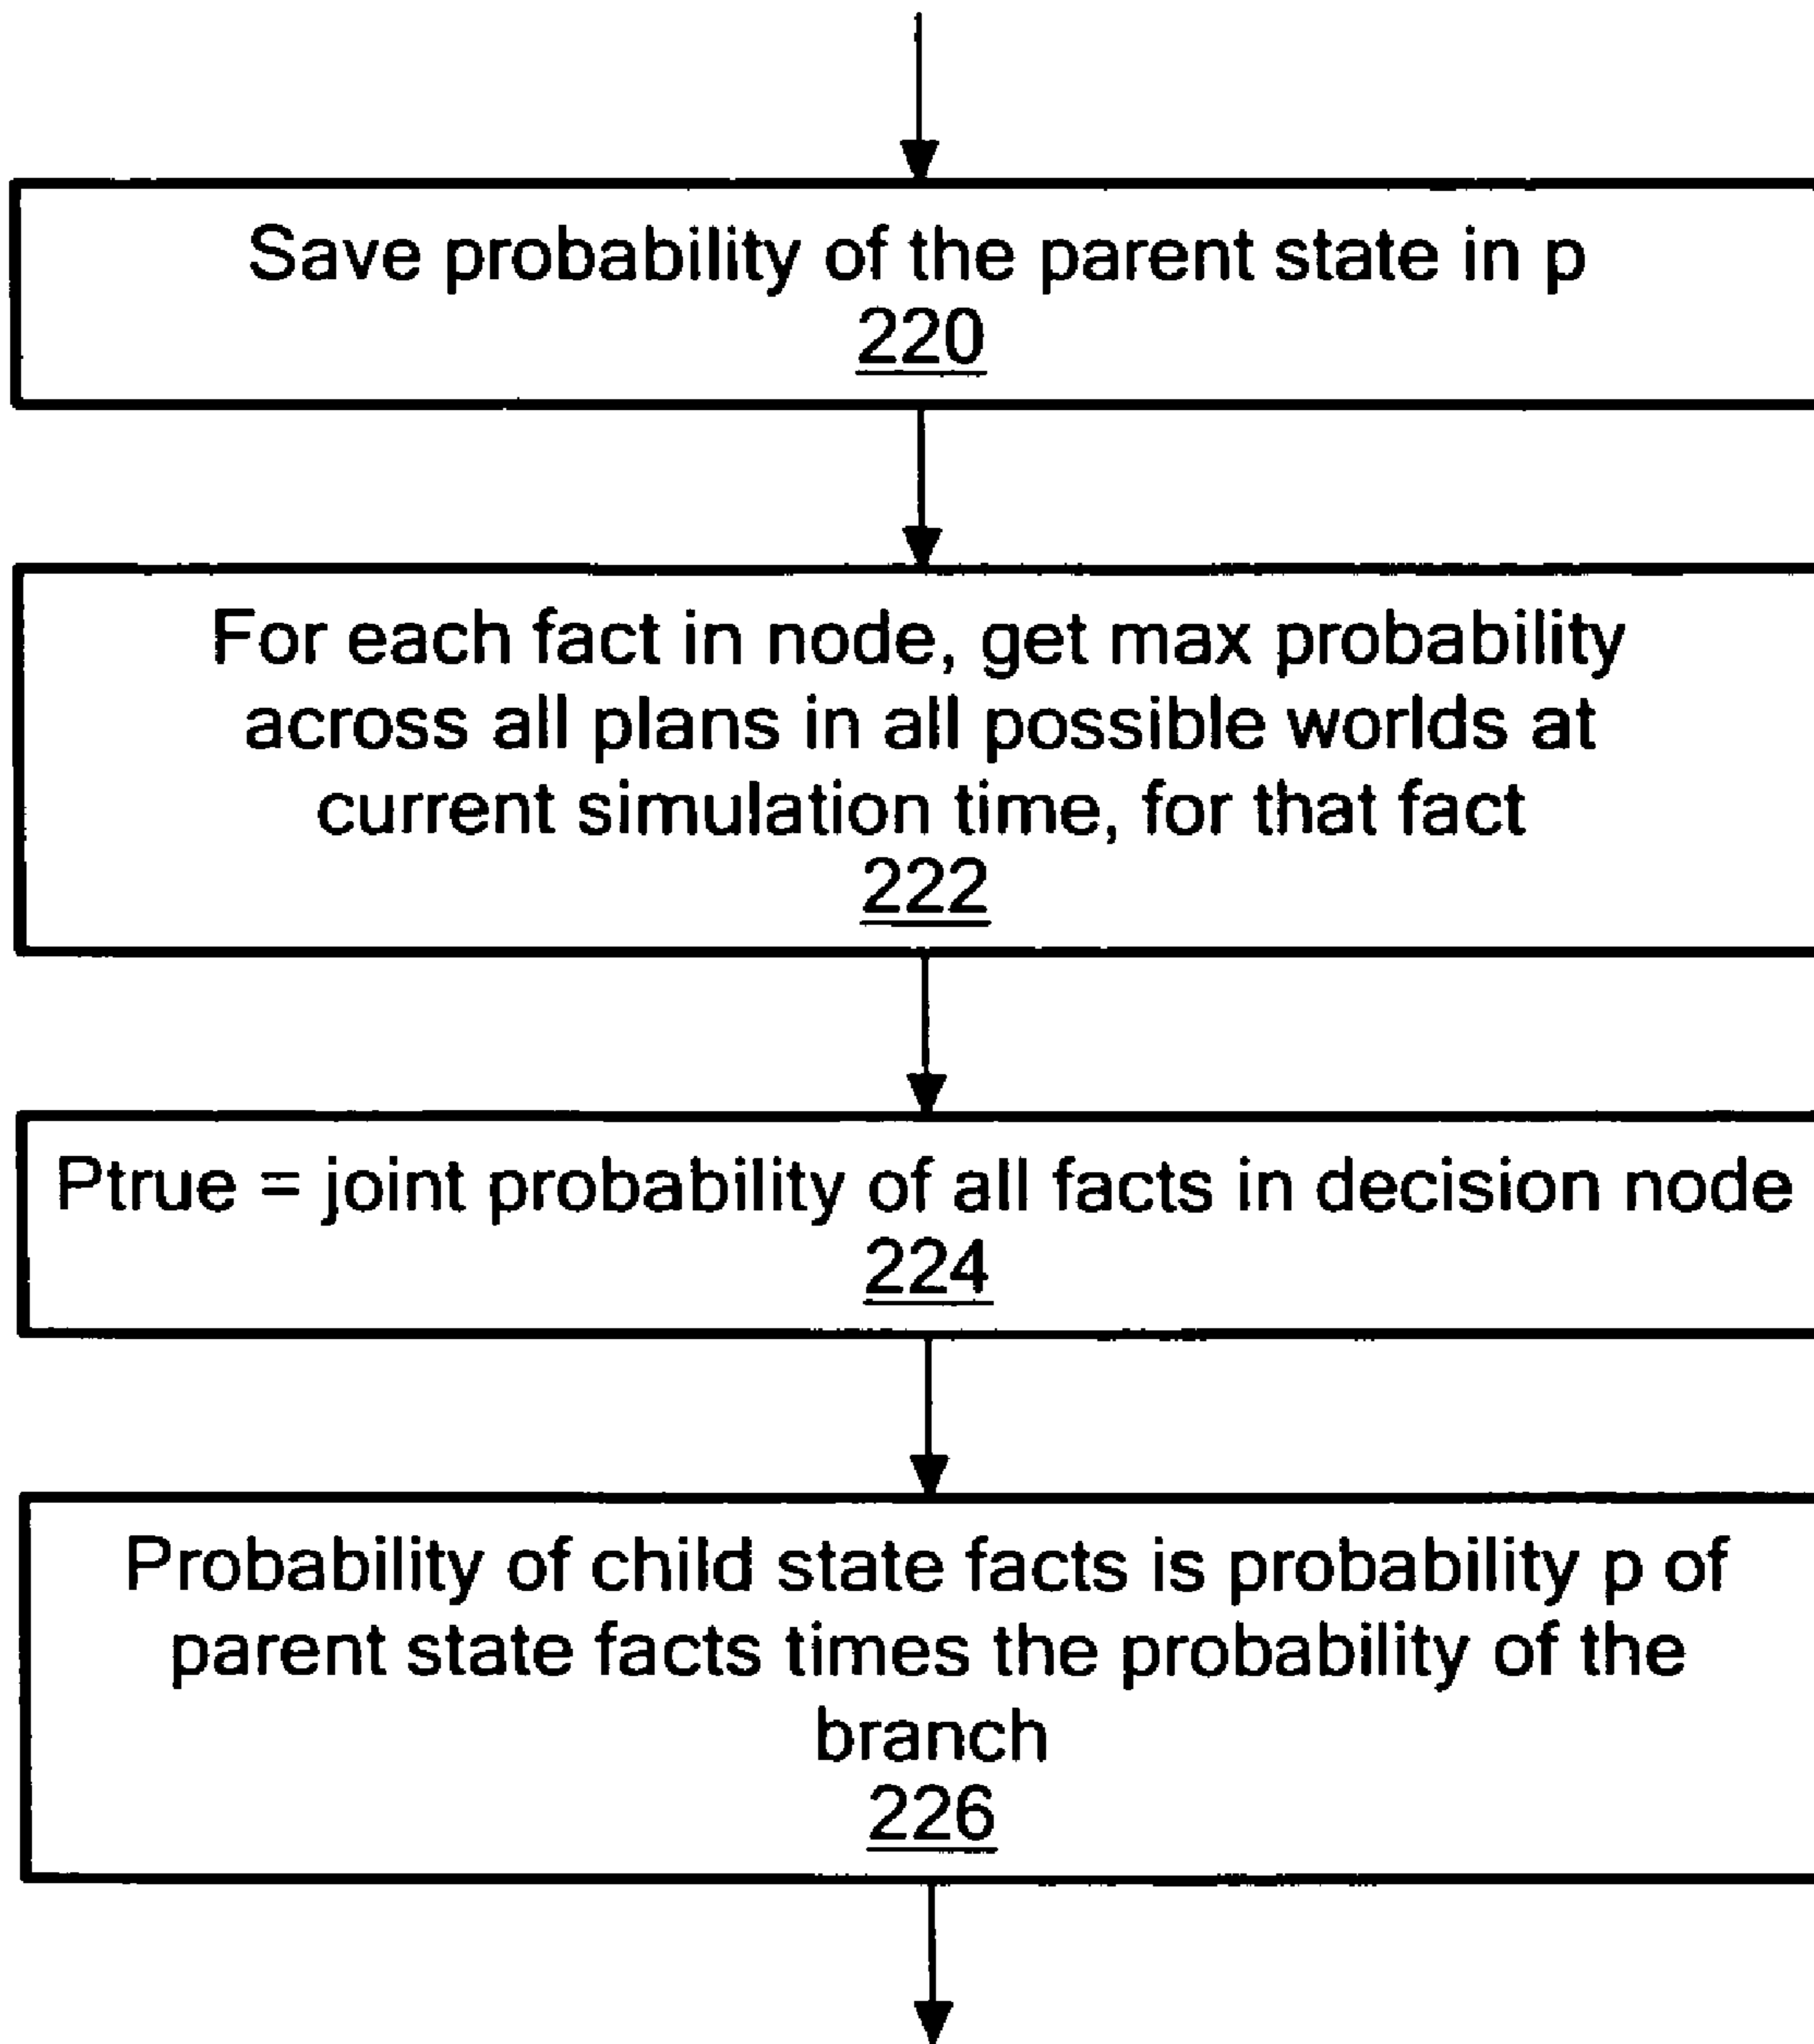 Save probability of the parent state in p
220
For each fact in node, get max probability
across all plans in all possible worlds at
current simulation time, for that fact
222
Ptrue = joint probability of all facts in decision node
224
Probability of child state facts is probability p of
parent state facts times the probability of the
branch
226